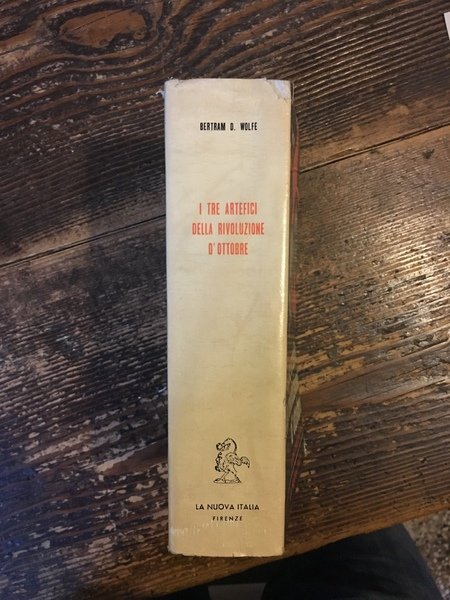 BERTRAM D. WOLFE
I TRE ARTEFICI
DELLA RIVOLUZIONE
D'OTTOBRE
LA NUOVA ITALIA
FIRENZE